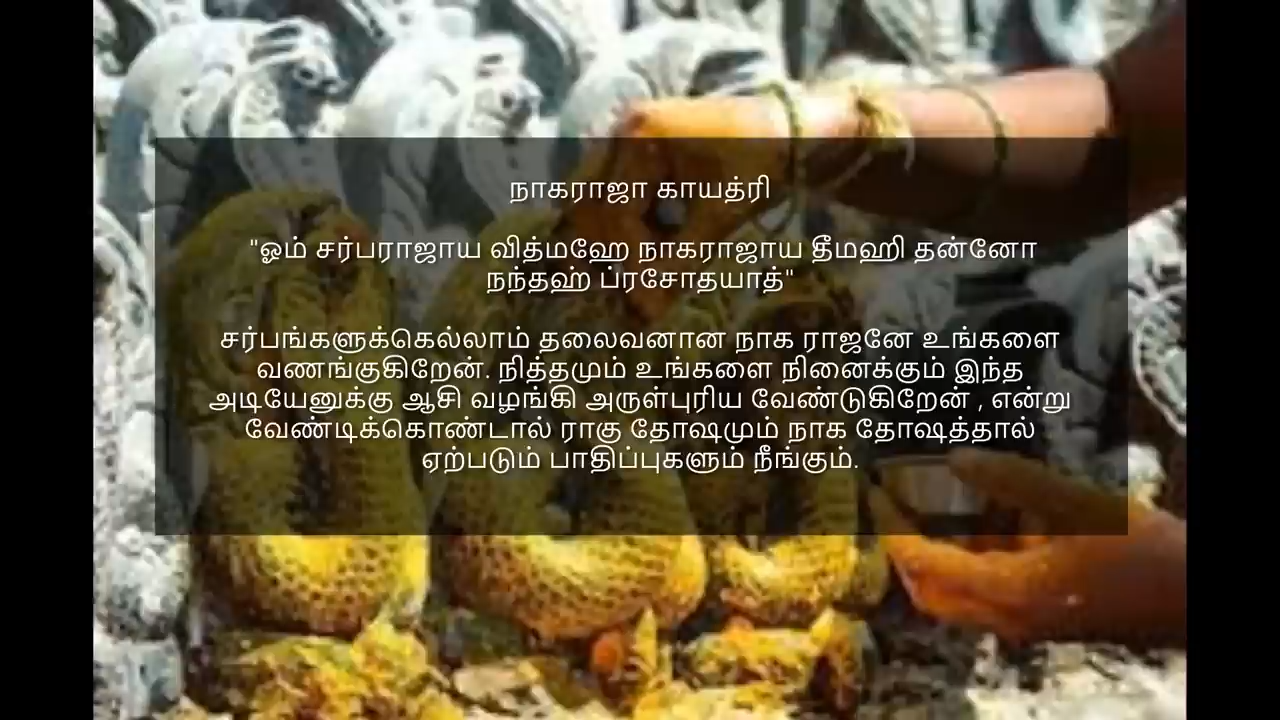 நாகராஜா காயத்ரி
"ஓம் சர்பராஜாய வித்மஹே நாகராஜாய தீமஹி தன்னோ
நந்தஹ் ப்ரசோதயாத்"
சர்பங்களுக்கெல்லாம் தலைவனான நாக ராஜனே உங்களை
வணங்குகிறேன். நித்தமும் உங்களை நினைக்கும் இந்த
அடியேனுக்கு ஆசி வழங்கி அருள்புரிய வேண்டுகிறேன் , என்று
வேண்டிக்கொண்டால் ராகு தோஷமும் நாக தோஷத்தால்
ஏற்படும் பாதிப்புகளும் நீங்கும்.